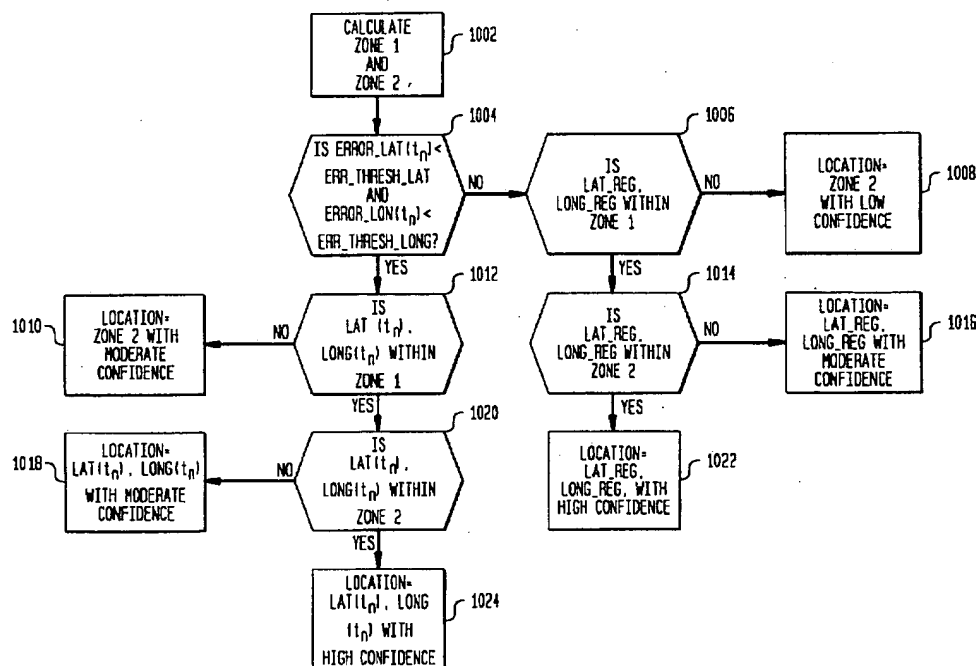 CALCULATE
ZONE 1
AND
ZONE 2
1002
1004
IS ERROR_LAT(tn)<
ERR_THRESH_LAT
AND
ERROR_LON(tn)<
ERR_THRESH_LONG?
NO
YES
1006
IS
LAT_REG,
LONG_REG WITHIN
ZONE 1
NO
YES
LOCATION=
ZONE 2
WITH LOW
CONFIDENCE
1008
1010
LOCATION=
ZONE 2 WITH
MODERATE
CONFIDENCE
NO
1012
IS
LAT (tn),
LONG(tn) WITHIN
ZONE 1
YES
1014
IS
LAT_REG,
LONG_REG WITHIN
ZONE 2
NO
YES
LOCATION=
LAT_REG,
LONG_REG WITH
MODERATE
CONFIDENCE
1016
1018
LOCATION=
LAT(tn), LONG(tn)
WITH MODERATE
CONFIDENCE
NO
1020
IS
LAT(tn),
LONG(tn) WITHIN
ZONE 2
YES
LOCATION=
LAT_REG,
LONG_REG, WITH
HIGH CONFIDENCE
1022
LOCATION=
LAT(tn), LONG
(tn) WITH
HIGH CONFIDENCE
1024